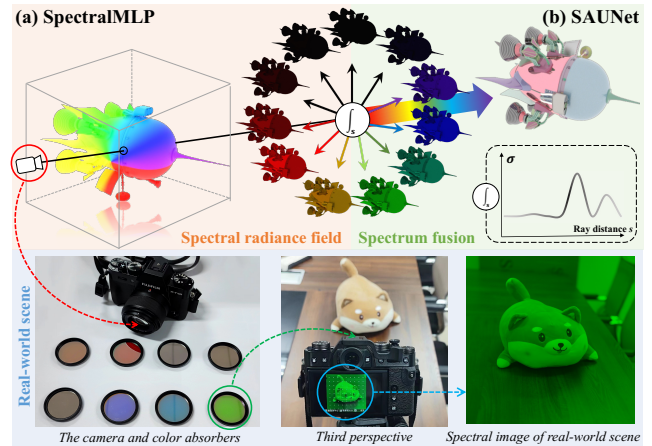 (a) SpectralMLP
(b) SAUNet
∫s
σ
∫s
Ray distance s
Spectral radiance field
Spectrum fusion
Real-world scene
FUJIFILM
The camera and color absorbers
Third perspective
Spectral image of real-world scene